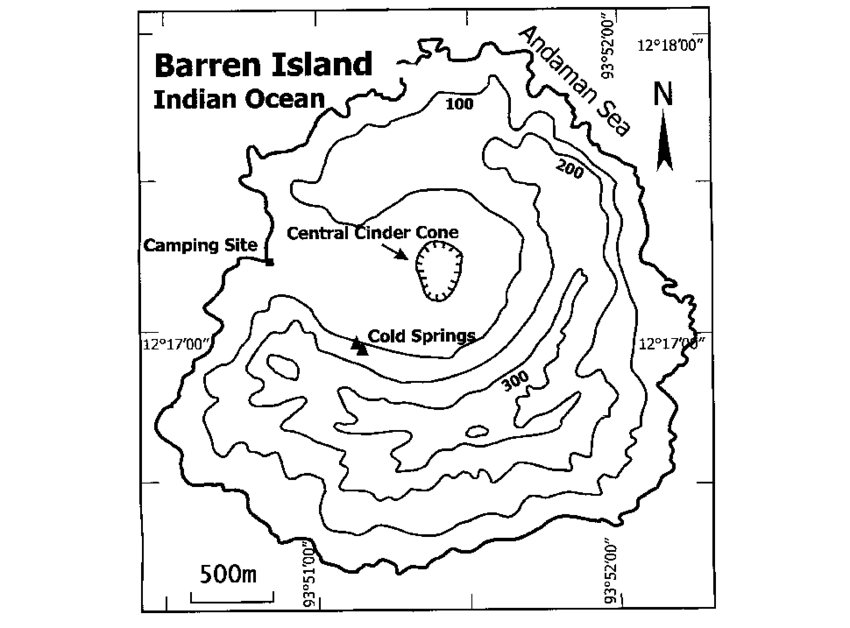 Barren Island
Indian Ocean
Andaman Sea
93°52'00"
12°18'00"
N
100
200
Camping Site
Central Cinder Cone
Cold Springs
12°17'00"
12°17'00"
300
500m
93°51'00"
93°52'00"